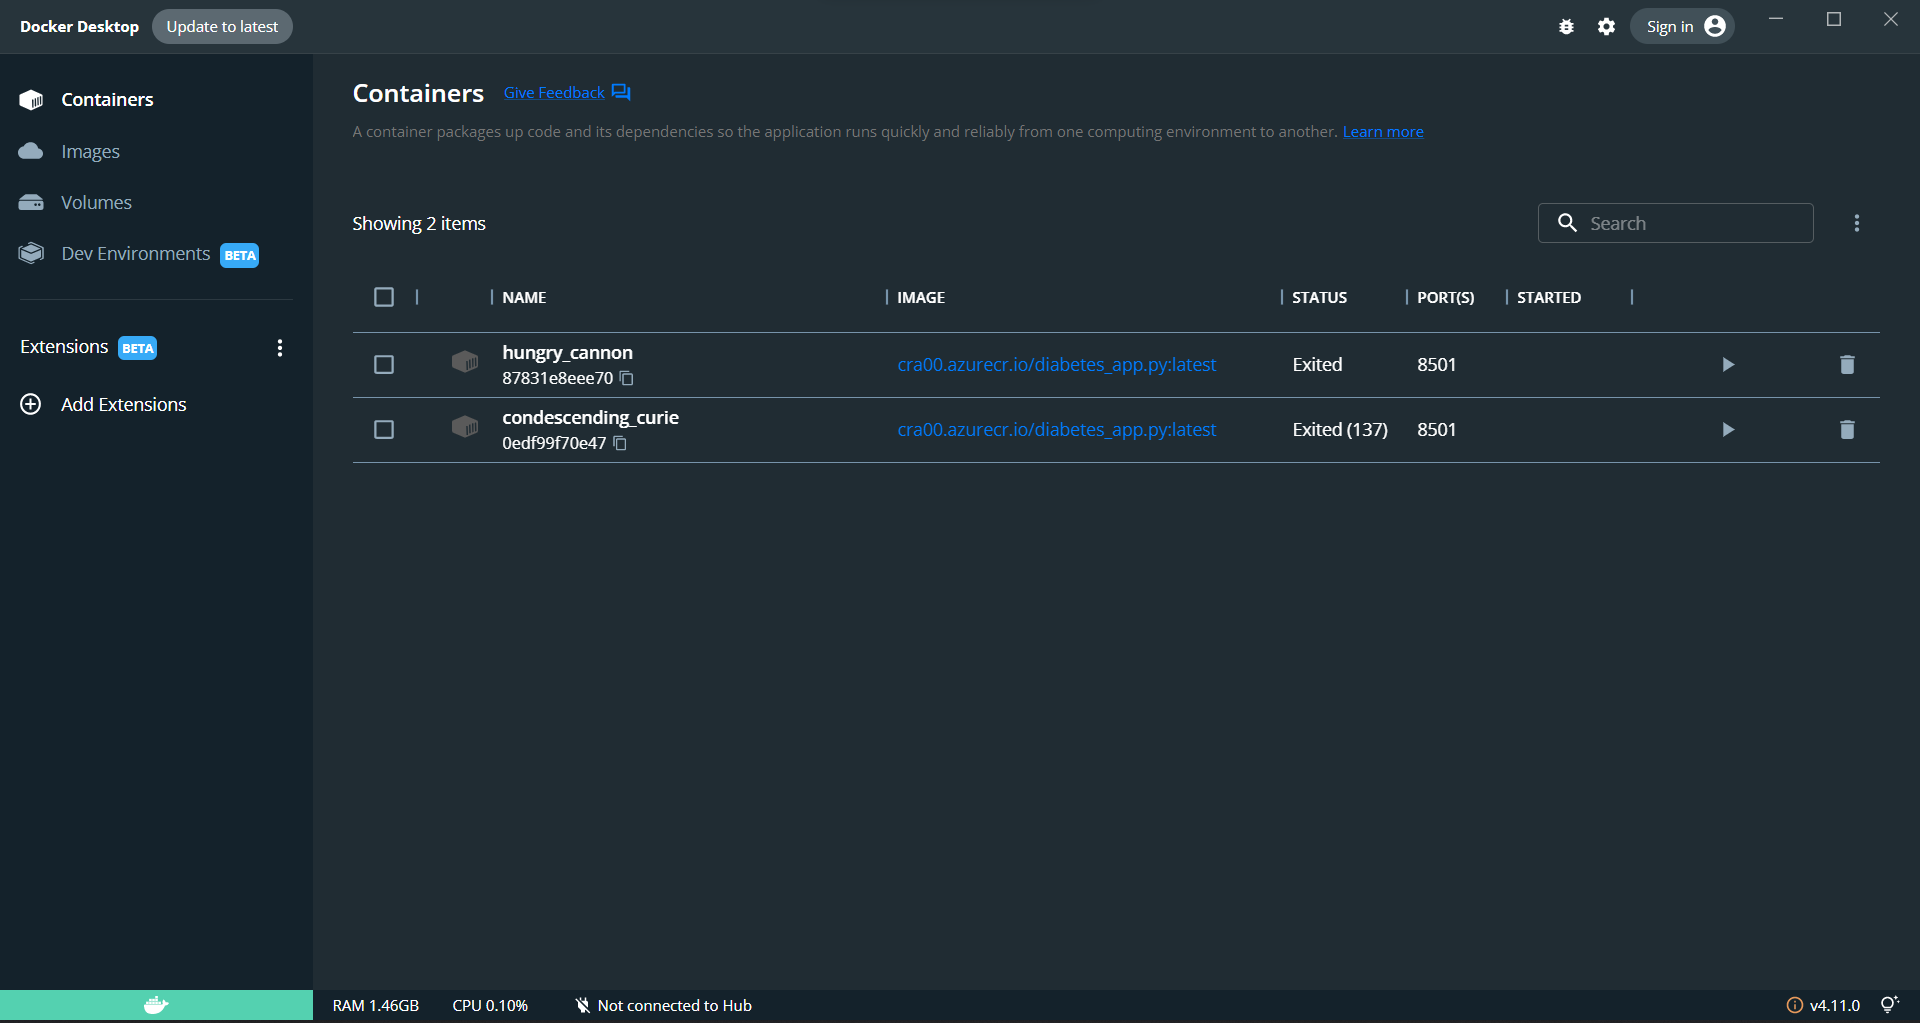 Docker Desktop Update to latest Sign in
Containers
Images
Volumes
Dev Environments BETA
Extensions BETA
Add Extensions
Containers Give Feedback
A container packages up code and its dependencies so the application runs quickly and reliably from one computing environment to another. Learn more
Showing 2 items Search
NAME IMAGE STATUS PORT(S) STARTED
hungry_cannon
87831e8eee70 cra00.azurecr.io/diabetes_app.py:latest Exited 8501
condescending_curie
0edf99f70e47 cra00.azurecr.io/diabetes_app.py:latest Exited (137) 8501
RAM 1.46GB CPU 0.10% Not connected to Hub v4.11.0